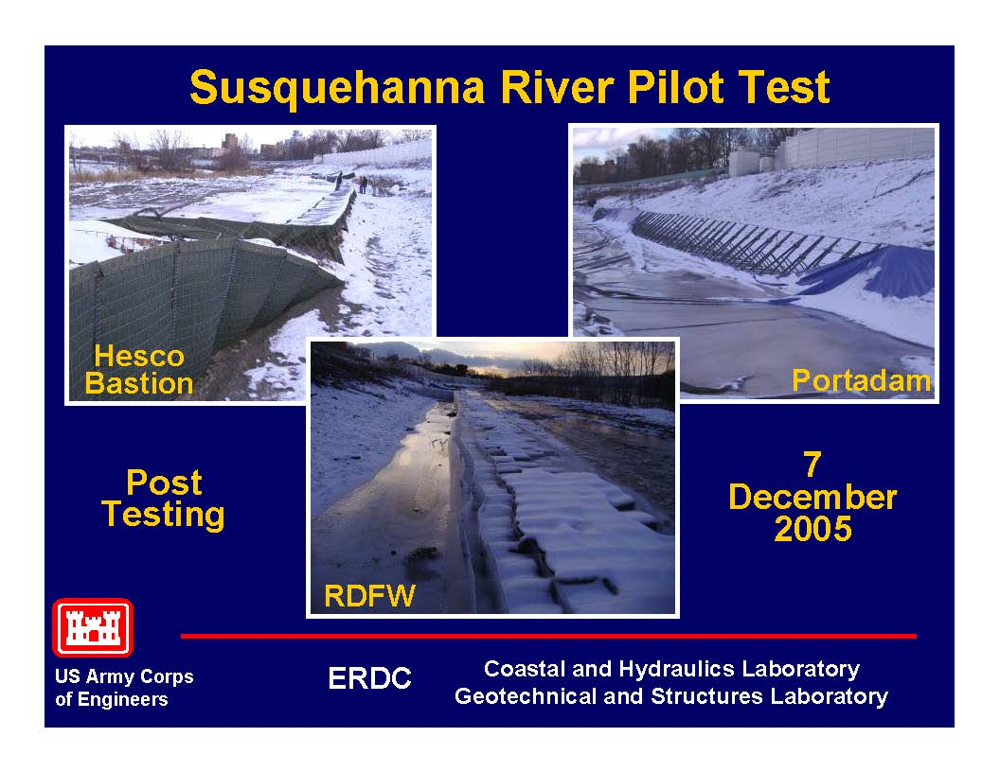 Susquehanna River Pilot Test
Hesco
Bastion
Portadam
RDFW
Post
Testing
7
December
2005
US Army Corps
of Engineers
ERDC
Coastal and Hydraulics Laboratory
Geotechnical and Structures Laboratory